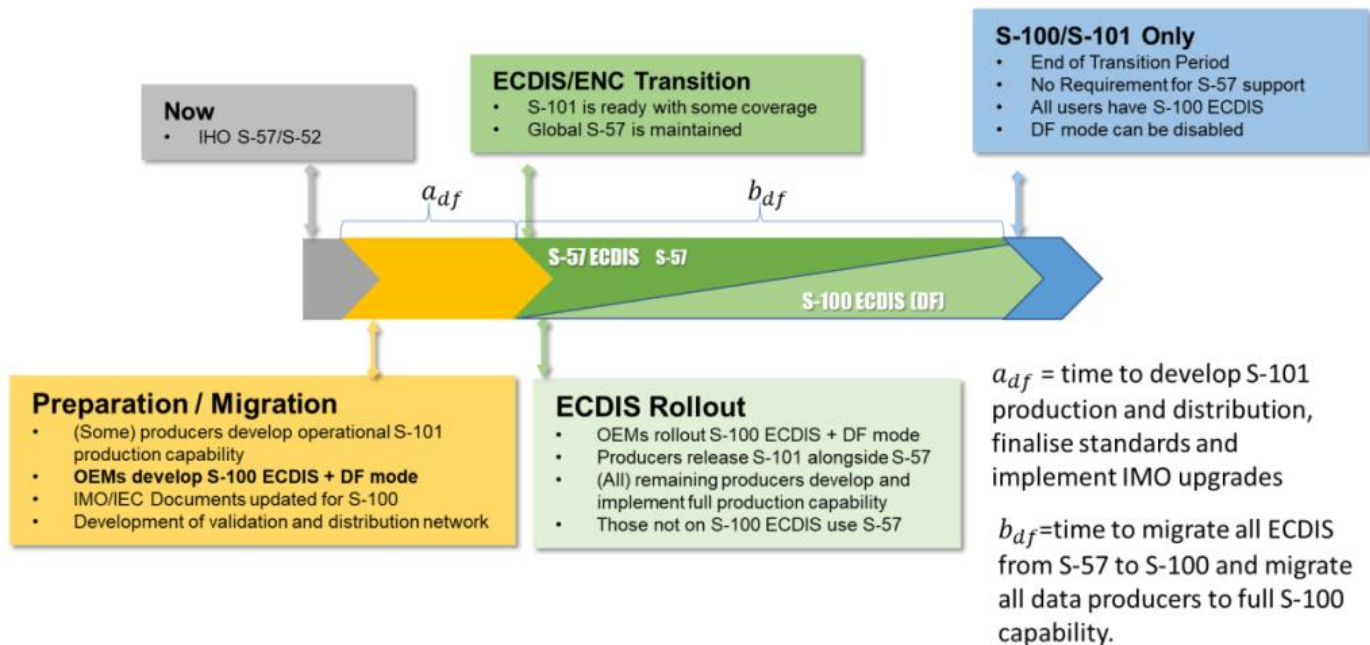 Now
• IHO S-57/S-52
ECDIS/ENC Transition
• S-101 is ready with some coverage
• Global S-57 is maintained
S-100/S-101 Only
• End of Transition Period
• No Requirement for S-57 support
• All users have S-100 ECDIS
• DF mode can be disabled
a_df
b_df
S-57 ECDIS S-57
S-100 ECDIS (DF)
Preparation / Migration
• (Some) producers develop operational S-101
production capability
• OEMs develop S-100 ECDIS + DF mode
• IMO/IEC Documents updated for S-100
• Development of validation and distribution network
ECDIS Rollout
• OEMs rollout S-100 ECDIS + DF mode
• Producers release S-101 alongside S-57
• (All) remaining producers develop and
implement full production capability
• Those not on S-100 ECDIS use S-57
a_df = time to develop S-101
production and distribution,
finalise standards and
implement IMO upgrades
b_df=time to migrate all ECDIS
from S-57 to S-100 and migrate
all data producers to full S-100
capability.